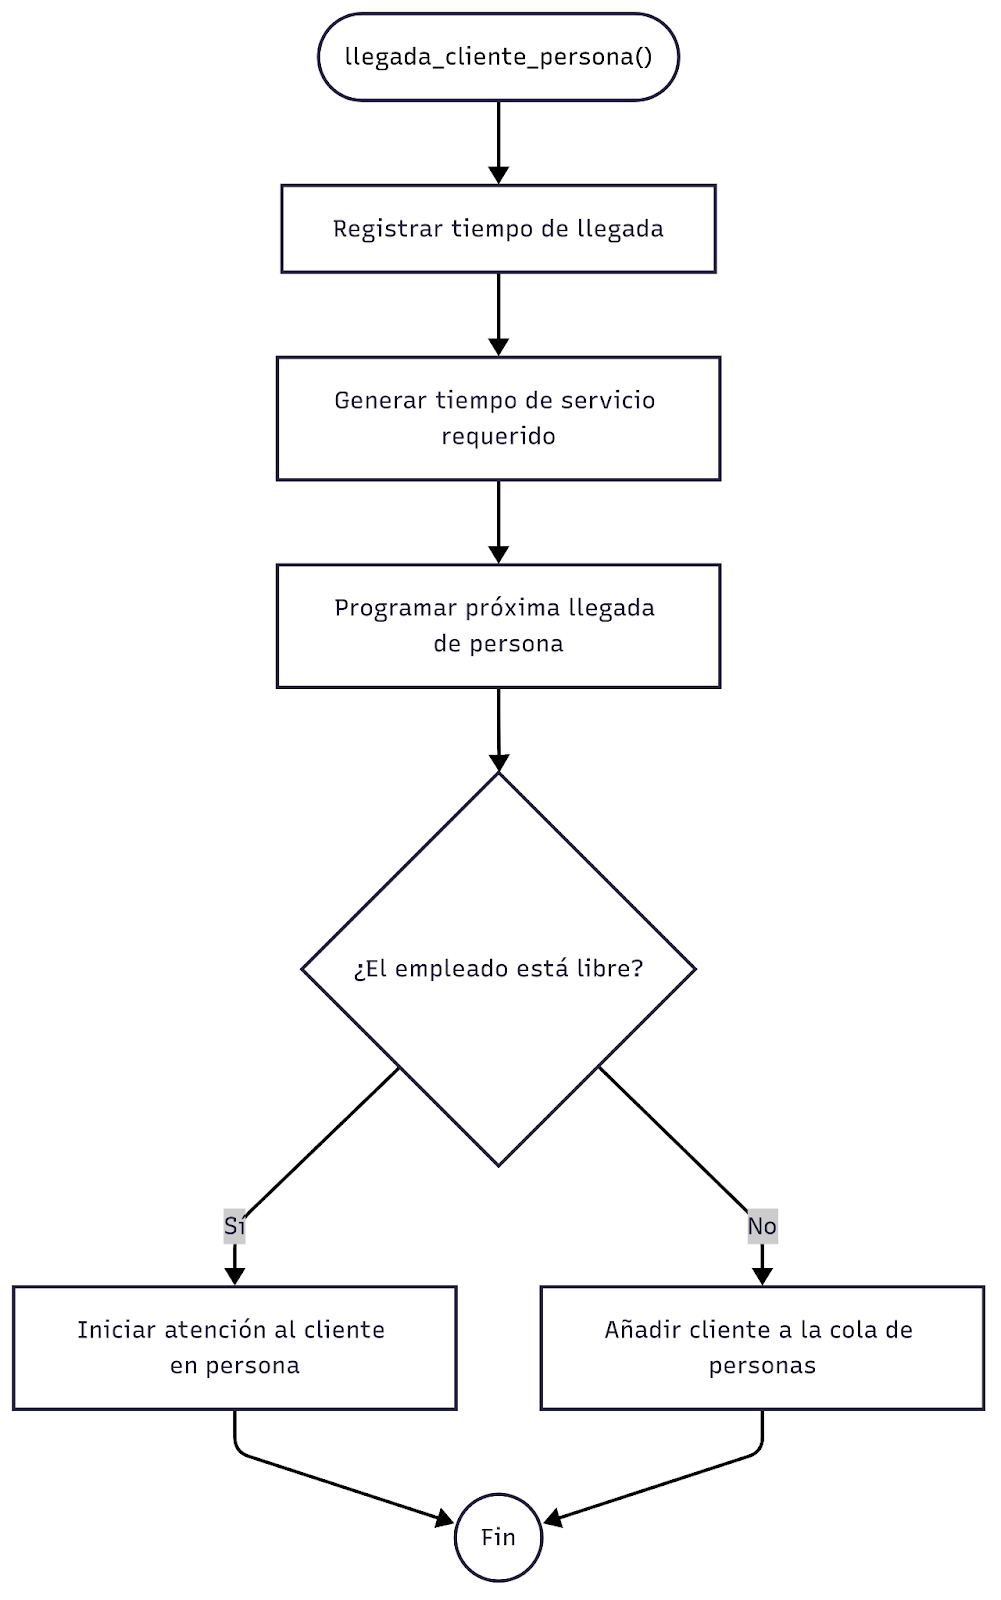 llegada_cliente_persona()
Registrar tiempo de llegada
Generar tiempo de servicio
requerido
Programar próxima llegada
de persona
¿El empleado está libre?
Sí
No
Iniciar atención al cliente
en persona
Añadir cliente a la cola de
personas
Fin